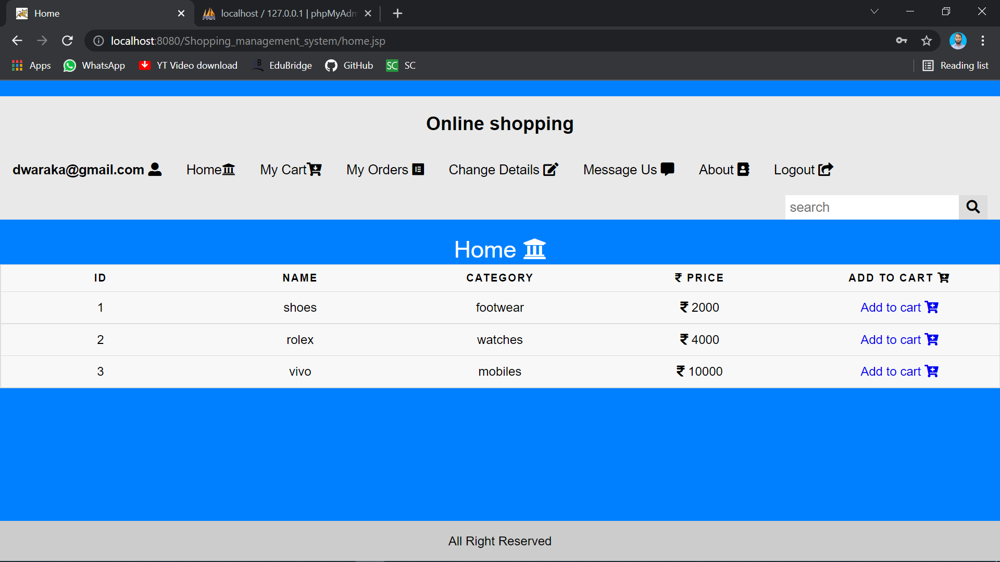 Home
localhost / 127.0.0.1 | phpMyAdm
localhost:8080/Shopping_management_system/home.jsp
Apps WhatsApp YT Video download B EduBridge GitHub SC SC Reading list
Online shopping
dwaraka@gmail.com Home My Cart My Orders Change Details Message Us About Logout
search
Home
ID NAME CATEGORY ₹ PRICE ADD TO CART
1 shoes footwear ₹ 2000 Add to cart
2 rolex watches ₹ 4000 Add to cart
3 vivo mobiles ₹ 10000 Add to cart
All Right Reserved